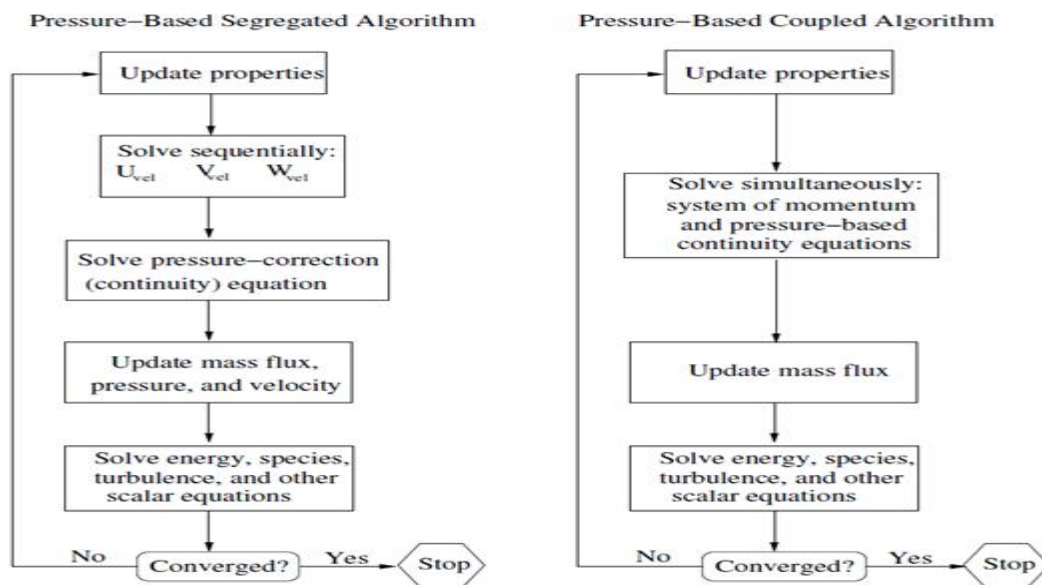 Pressure-Based Segregated Algorithm
Update properties
Solve sequentially:
Uvel Vvel Wvel
Solve pressure-correction
(continuity) equation
Update mass flux,
pressure, and velocity
Solve energy, species,
turbulence, and other
scalar equations
No
Converged?
Yes
Stop
Pressure-Based Coupled Algorithm
Update properties
Solve simultaneously:
system of momentum
and pressure-based
continuity equations
Update mass flux
Solve energy, species,
turbulence, and other
scalar equations
No
Converged?
Yes
Stop